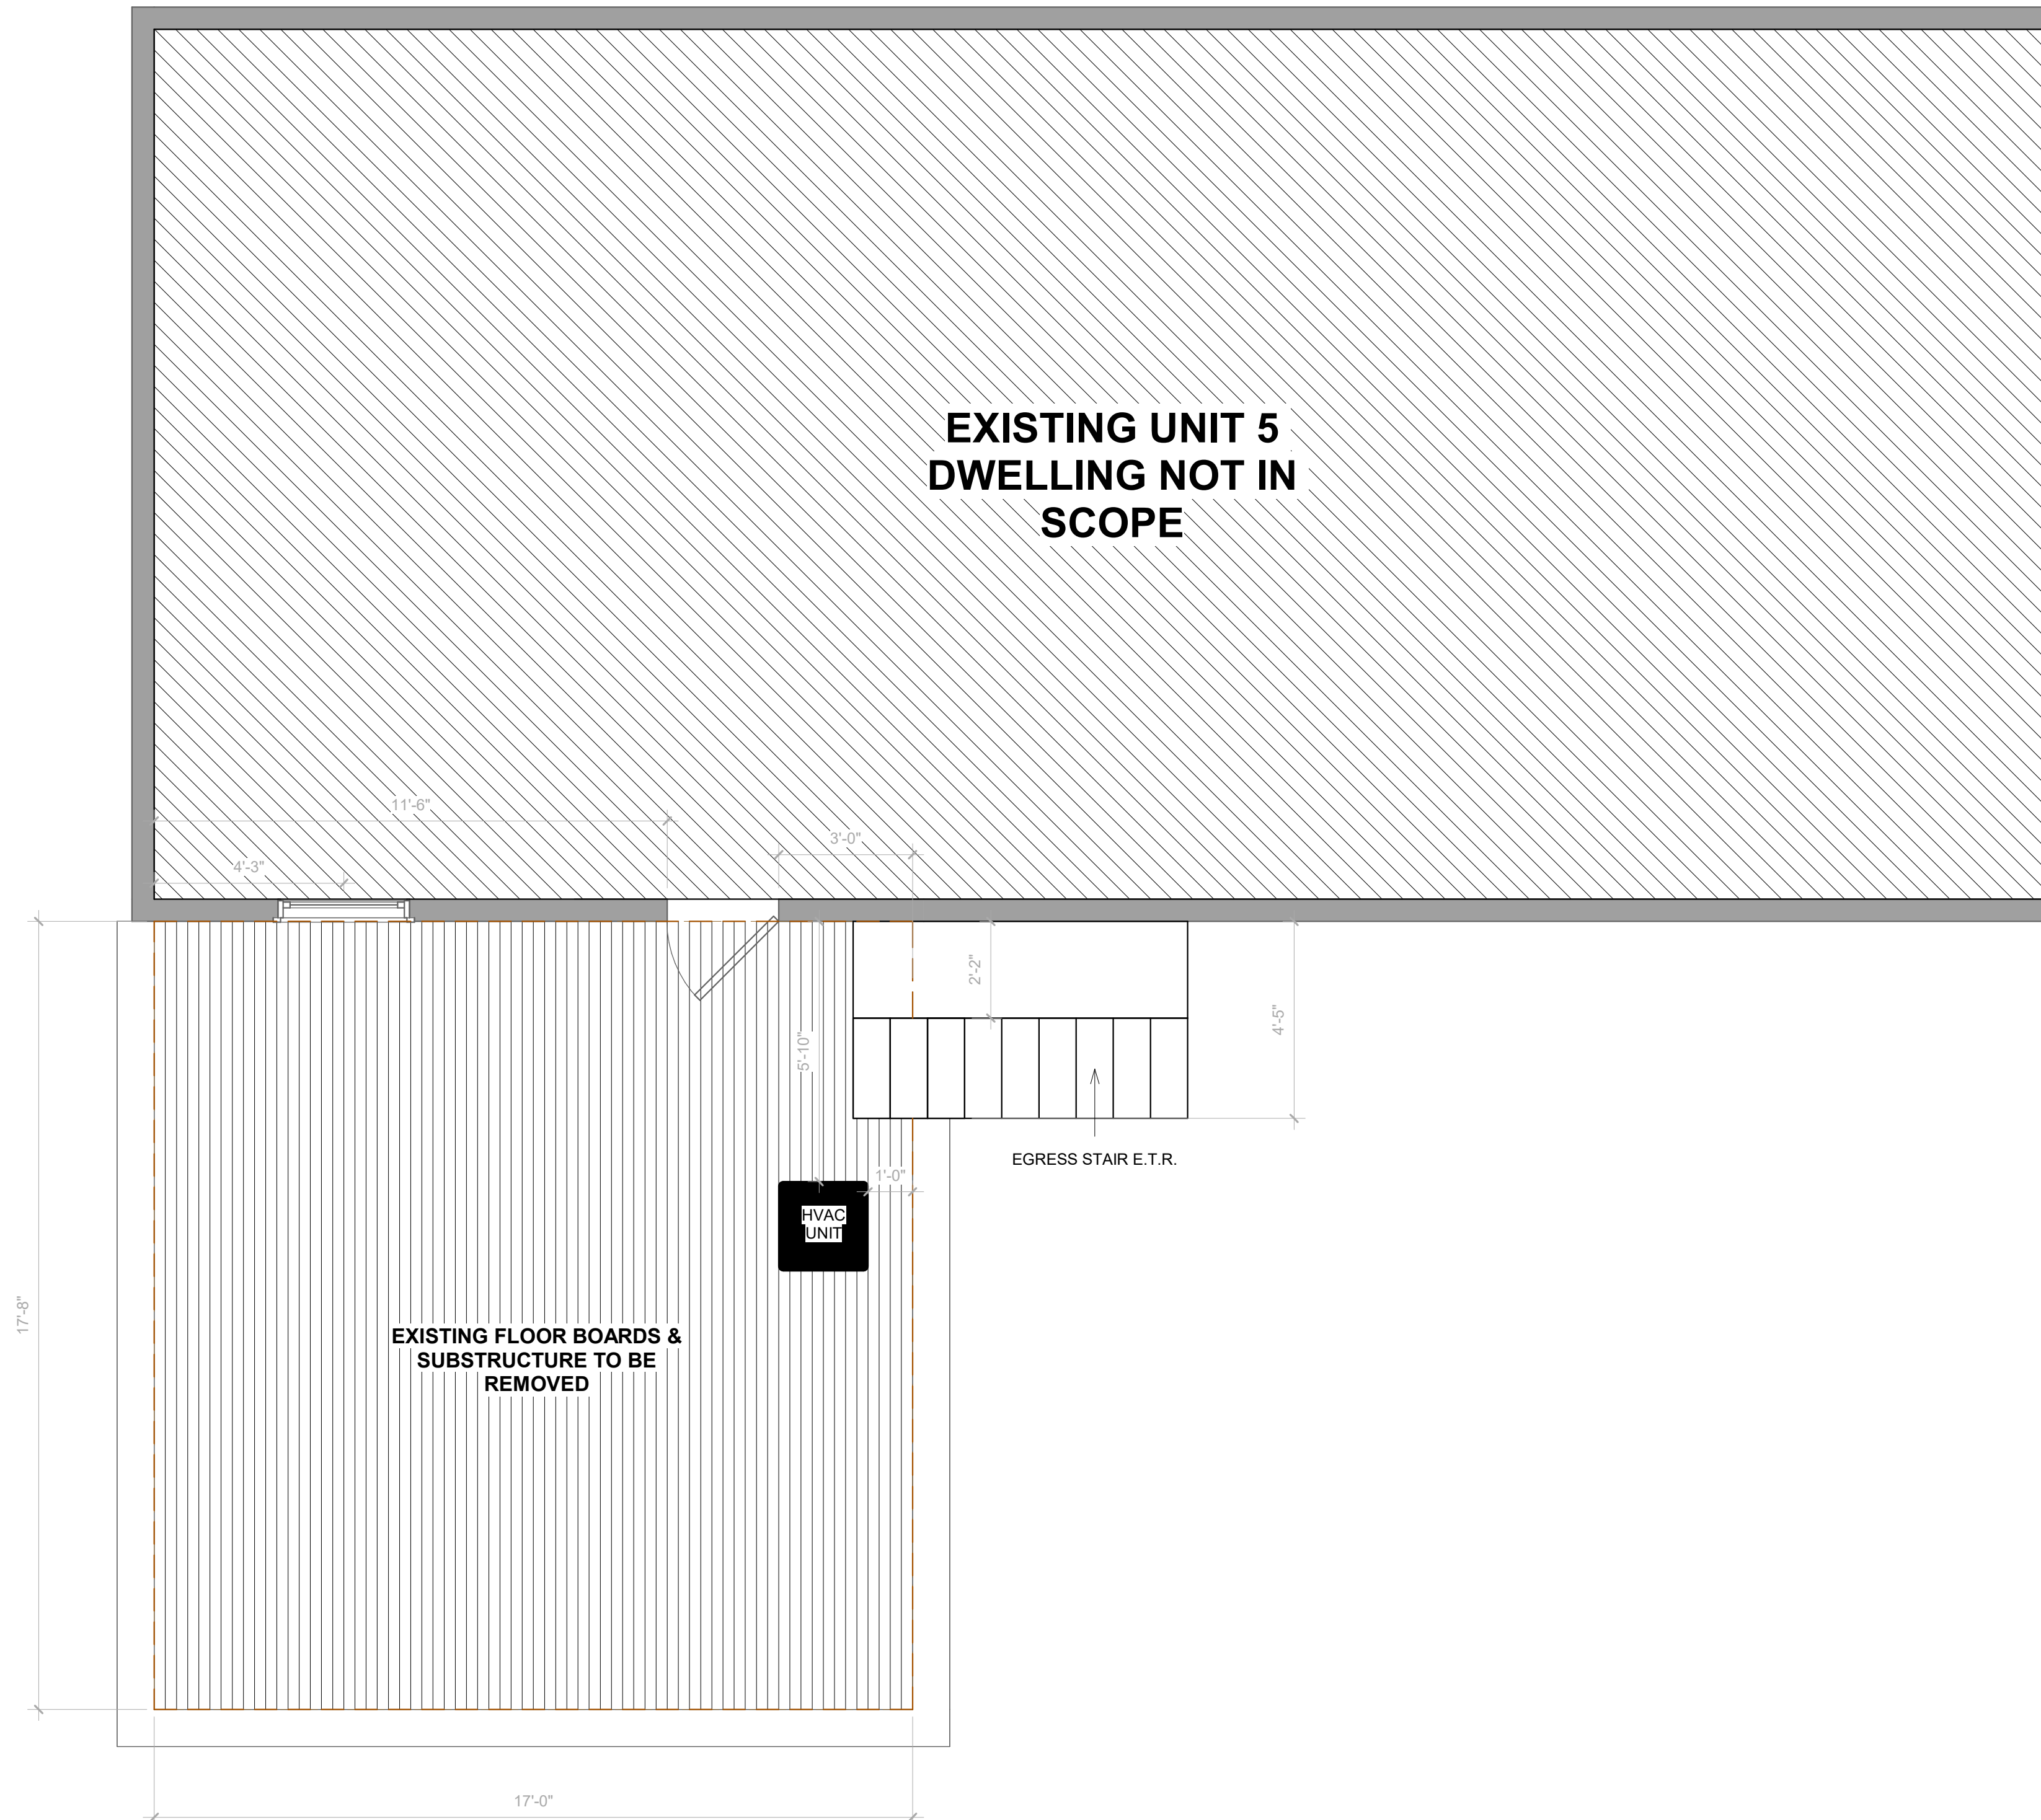 EXISTING UNIT 5
DWELLING NOT IN
SCOPE
11'-6"
3'-0"
4'-3"
2'-2"
4'-5"
5'-10"
EGRESS STAIR E.T.R.
1'-0"
HVAC
UNIT
17'-8"
EXISTING FLOOR BOARDS &
SUBSTRUCTURE TO BE
REMOVED
17'-0"